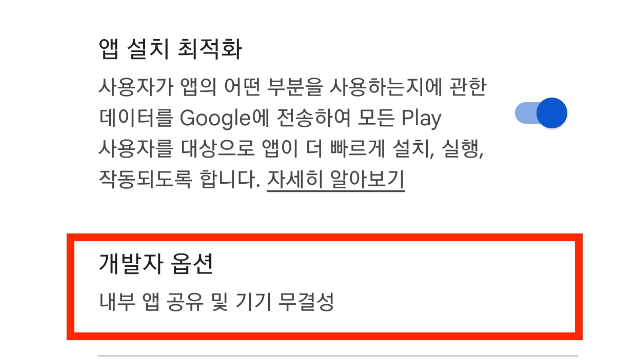 앱 설치 최적화
사용자가 앱의 어떤 부분을 사용하는지에 관한
데이터를 Google에 전송하여 모든 Play
사용자를 대상으로 앱이 더 빠르게 설치, 실행,
작동되도록 합니다. 자세히 알아보기
개발자 옵션
내부 앱 공유 및 기기 무결성